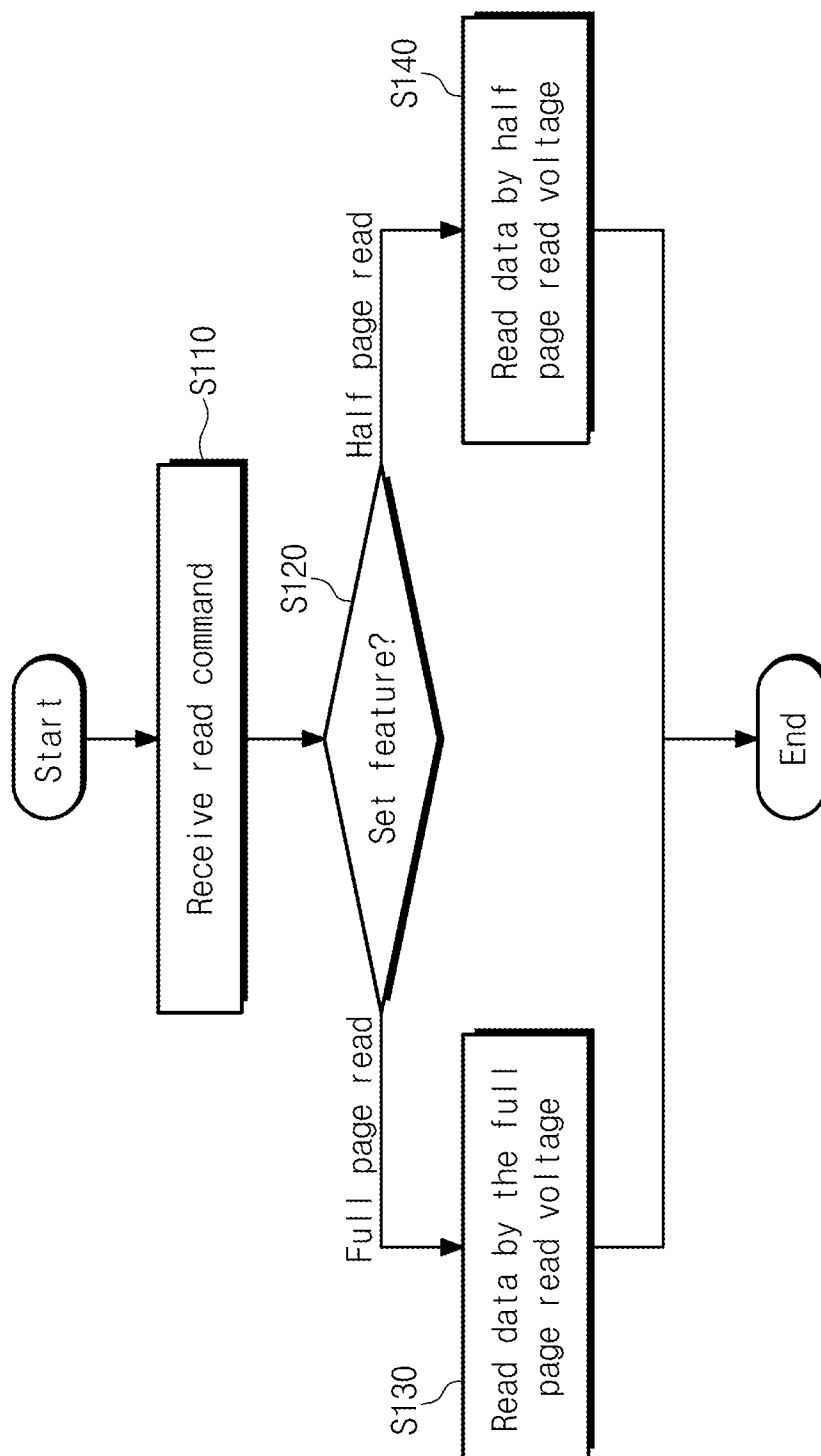 Start
Receive read command
S110
Set feature?
S120
Full page read
Half page read
Read data by the full
page read voltage
S130
Read data by half
page read voltage
S140
End